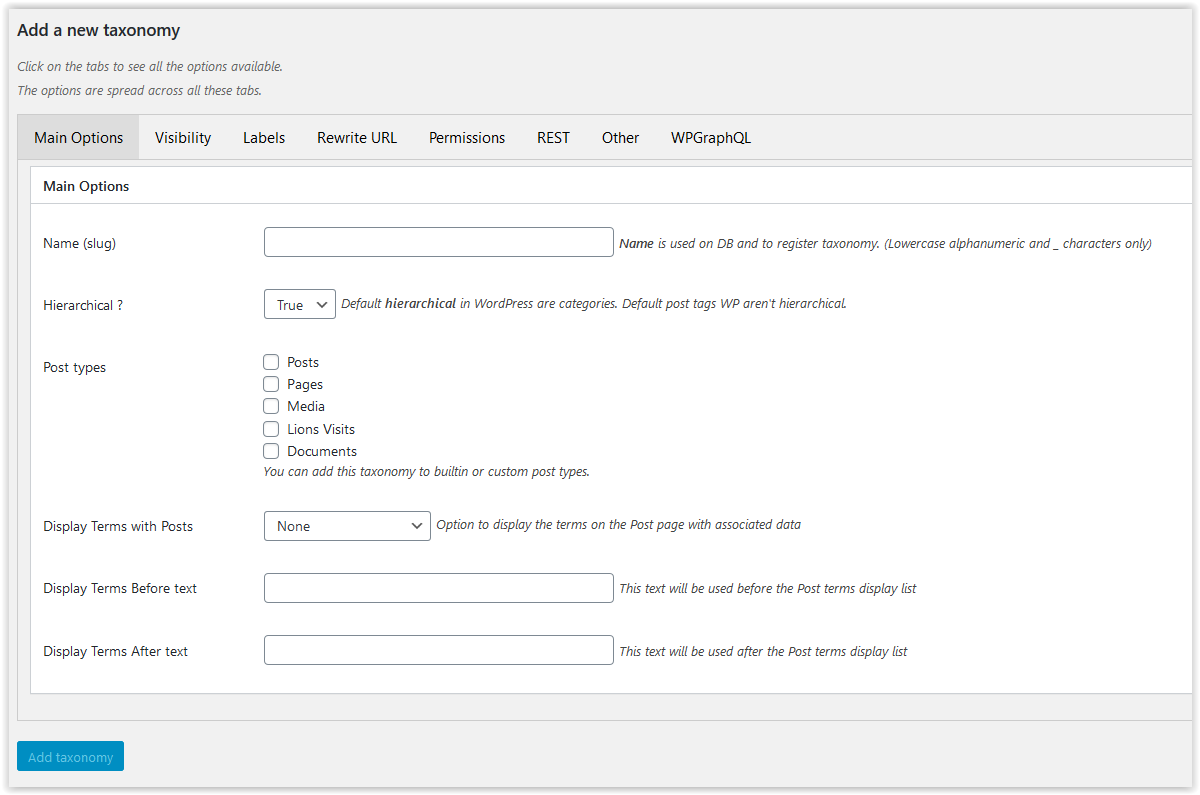 Add a new taxonomy
Click on the tabs to see all the options available.
The options are spread across all these tabs.
Main Options Visibility Labels Rewrite URL Permissions REST Other WPGraphQL
Main Options
Name (slug) Name is used on DB and to register taxonomy. (Lowercase alphanumeric and _ characters only)
Hierarchical ? True Default hierarchical in WordPress are categories. Default post tags WP aren't hierarchical.
Post types
Posts
Pages
Media
Lions Visits
Documents
You can add this taxonomy to builtin or custom post types.
Display Terms with Posts None Option to display the terms on the Post page with associated data
Display Terms Before text This text will be used before the Post terms display list
Display Terms After text This text will be used after the Post terms display list
Add taxonomy